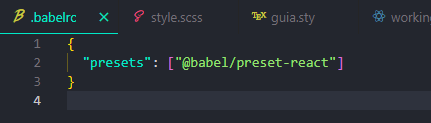 .babelrc × style.scss guia.sty workin
1 {
2 "presets": ["@babel/preset-react"]
3 }
4